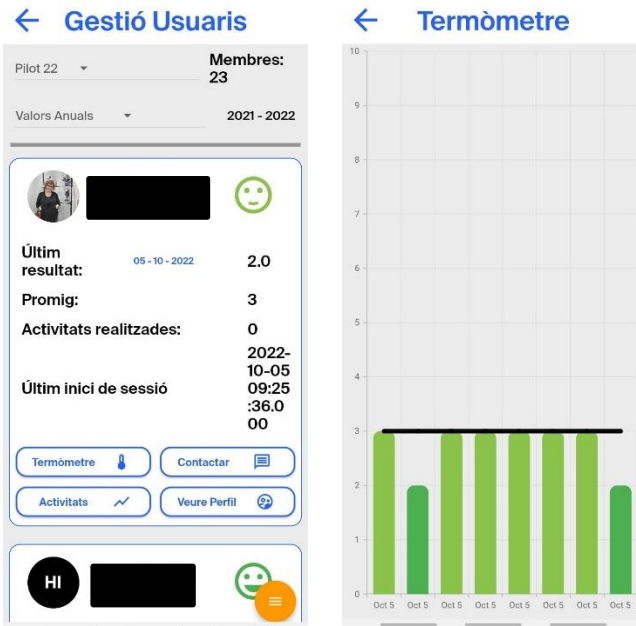 Gestió Usuaris
Pilot 22
Membres:
23
Valors Anuals
2021 - 2022
Últim
resultat:
05 - 10 - 2022
2.0
Promig:
3
Activitats realitzades:
0
Últim inici de sessió
2022-
10-05
09:25
:36.0
00
Termòmetre
Contactar
Activitats
Veure Perfil
HI
Termòmetre
10
9
8
7
6
5
4
3
2
1
0
Oct 5 Oct 5 Oct 5 Oct 5 Oct 5 Oct 5 Oct 5 Oct 5